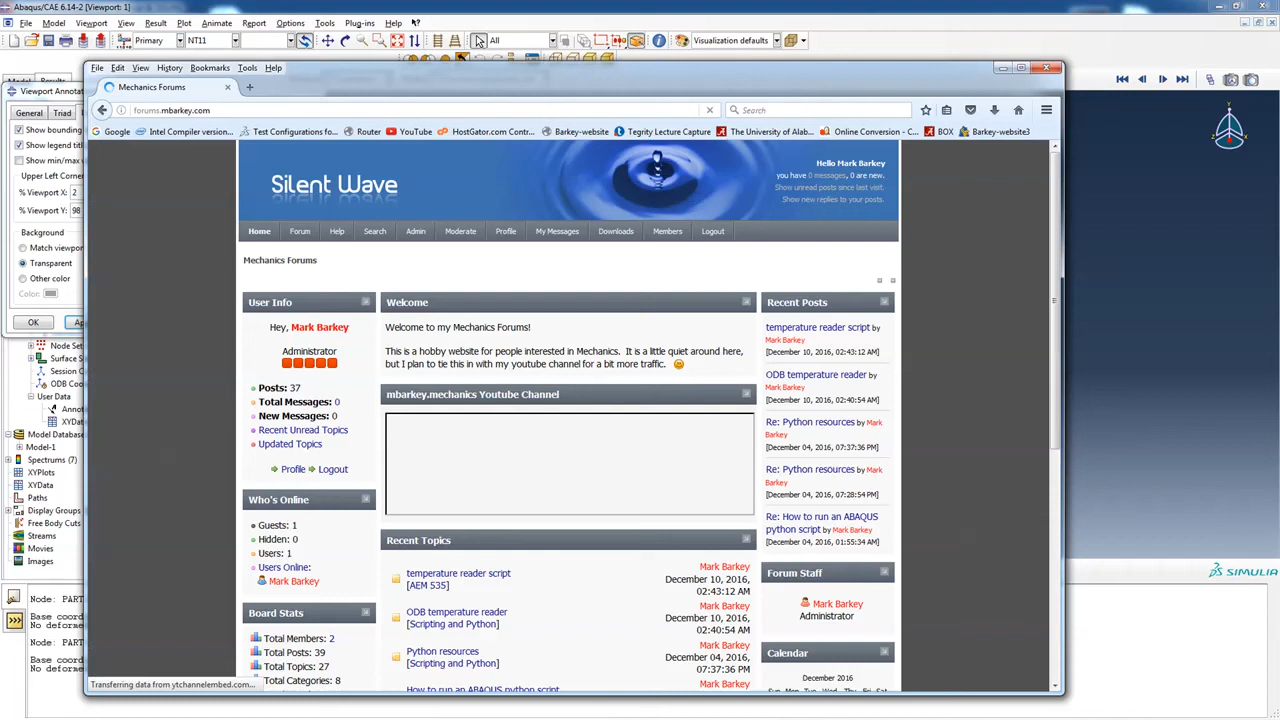 Abaqus/CAE 6.14-2 [Viewport: 1]
File Model Viewport View Result Plot Animate Report Options Tools Plug-ins Help
Primary NT11 All Visualization defaults
Viewport Annotat
General Triad
Show bounding
Show legend titl
Show min/max
Upper Left Corner
% Viewport X: 2
% Viewport Y: 98
Background
Match viewpor
Transparent
Other color
Color:
OK
Node Set
Surface S
Session C
ODB Coo
User Data
Annot
XYDat
Model Database
Model-1
Spectrums (7)
XYPlots
XYData
Paths
Display Groups
Free Body Cuts
Streams
Movies
Images
Node: PART
Base coord
No deforme
Node: PART
Base coord
No deforme
File Edit View History Bookmarks Tools Help
Mechanics Forums
forums.mbarkey.com
Search
Google Intel Compiler version... Test Configurations fo... Router YouTube HostGator.com Contr... Barkey-website Tegrity Lecture Capture The University of Alab... Online Conversion - C... BOX Barkey-website3
Silent Wave
Hello Mark Barkey
you have 0 messages, 0 are new.
Show unread posts since last visit.
Show new replies to your posts.
Home Forum Help Search Admin Moderate Profile My Messages Downloads Members Logout
Mechanics Forums
User Info
Hey, Mark Barkey
Administrator
Posts: 37
Total Messages: 0
New Messages: 0
Recent Unread Topics
Updated Topics
Profile Logout
Who's Online
Guests: 1
Hidden: 0
Users: 1
Users Online:
Mark Barkey
Board Stats
Total Members: 2
Total Posts: 39
Total Topics: 27
Total Categories: 8
Transferring data from ytchannelembed.com...
Welcome
Welcome to my Mechanics Forums!
This is a hobby website for people interested in Mechanics. It is a little quiet around here,
but I plan to tie this in with my youtube channel for a bit more traffic.
mbarkey.mechanics Youtube Channel
Recent Topics
temperature reader script
[AEM 535]
Mark Barkey
December 10, 2016,
02:43:12 AM
ODB temperature reader
[Scripting and Python]
Mark Barkey
December 10, 2016,
02:40:54 AM
Python resources
[Scripting and Python]
Mark Barkey
December 04, 2016,
07:37:36 PM
How to run an ABAQUS python script
Mark Barkey
Recent Posts
temperature reader script by
Mark Barkey
[December 10, 2016, 02:43:12 AM]
ODB temperature reader by
Mark Barkey
[December 10, 2016, 02:40:54 AM]
Re: Python resources by Mark
Barkey
[December 04, 2016, 07:37:36 PM]
Re: Python resources by Mark
Barkey
[December 04, 2016, 07:28:54 PM]
Re: How to run an ABAQUS
python script by Mark Barkey
[December 04, 2016, 01:55:34 AM]
Forum Staff
Mark Barkey
Administrator
Calendar
December 2016
Sun Mon Tue Wed Thu Fri Sat
SIMULIA